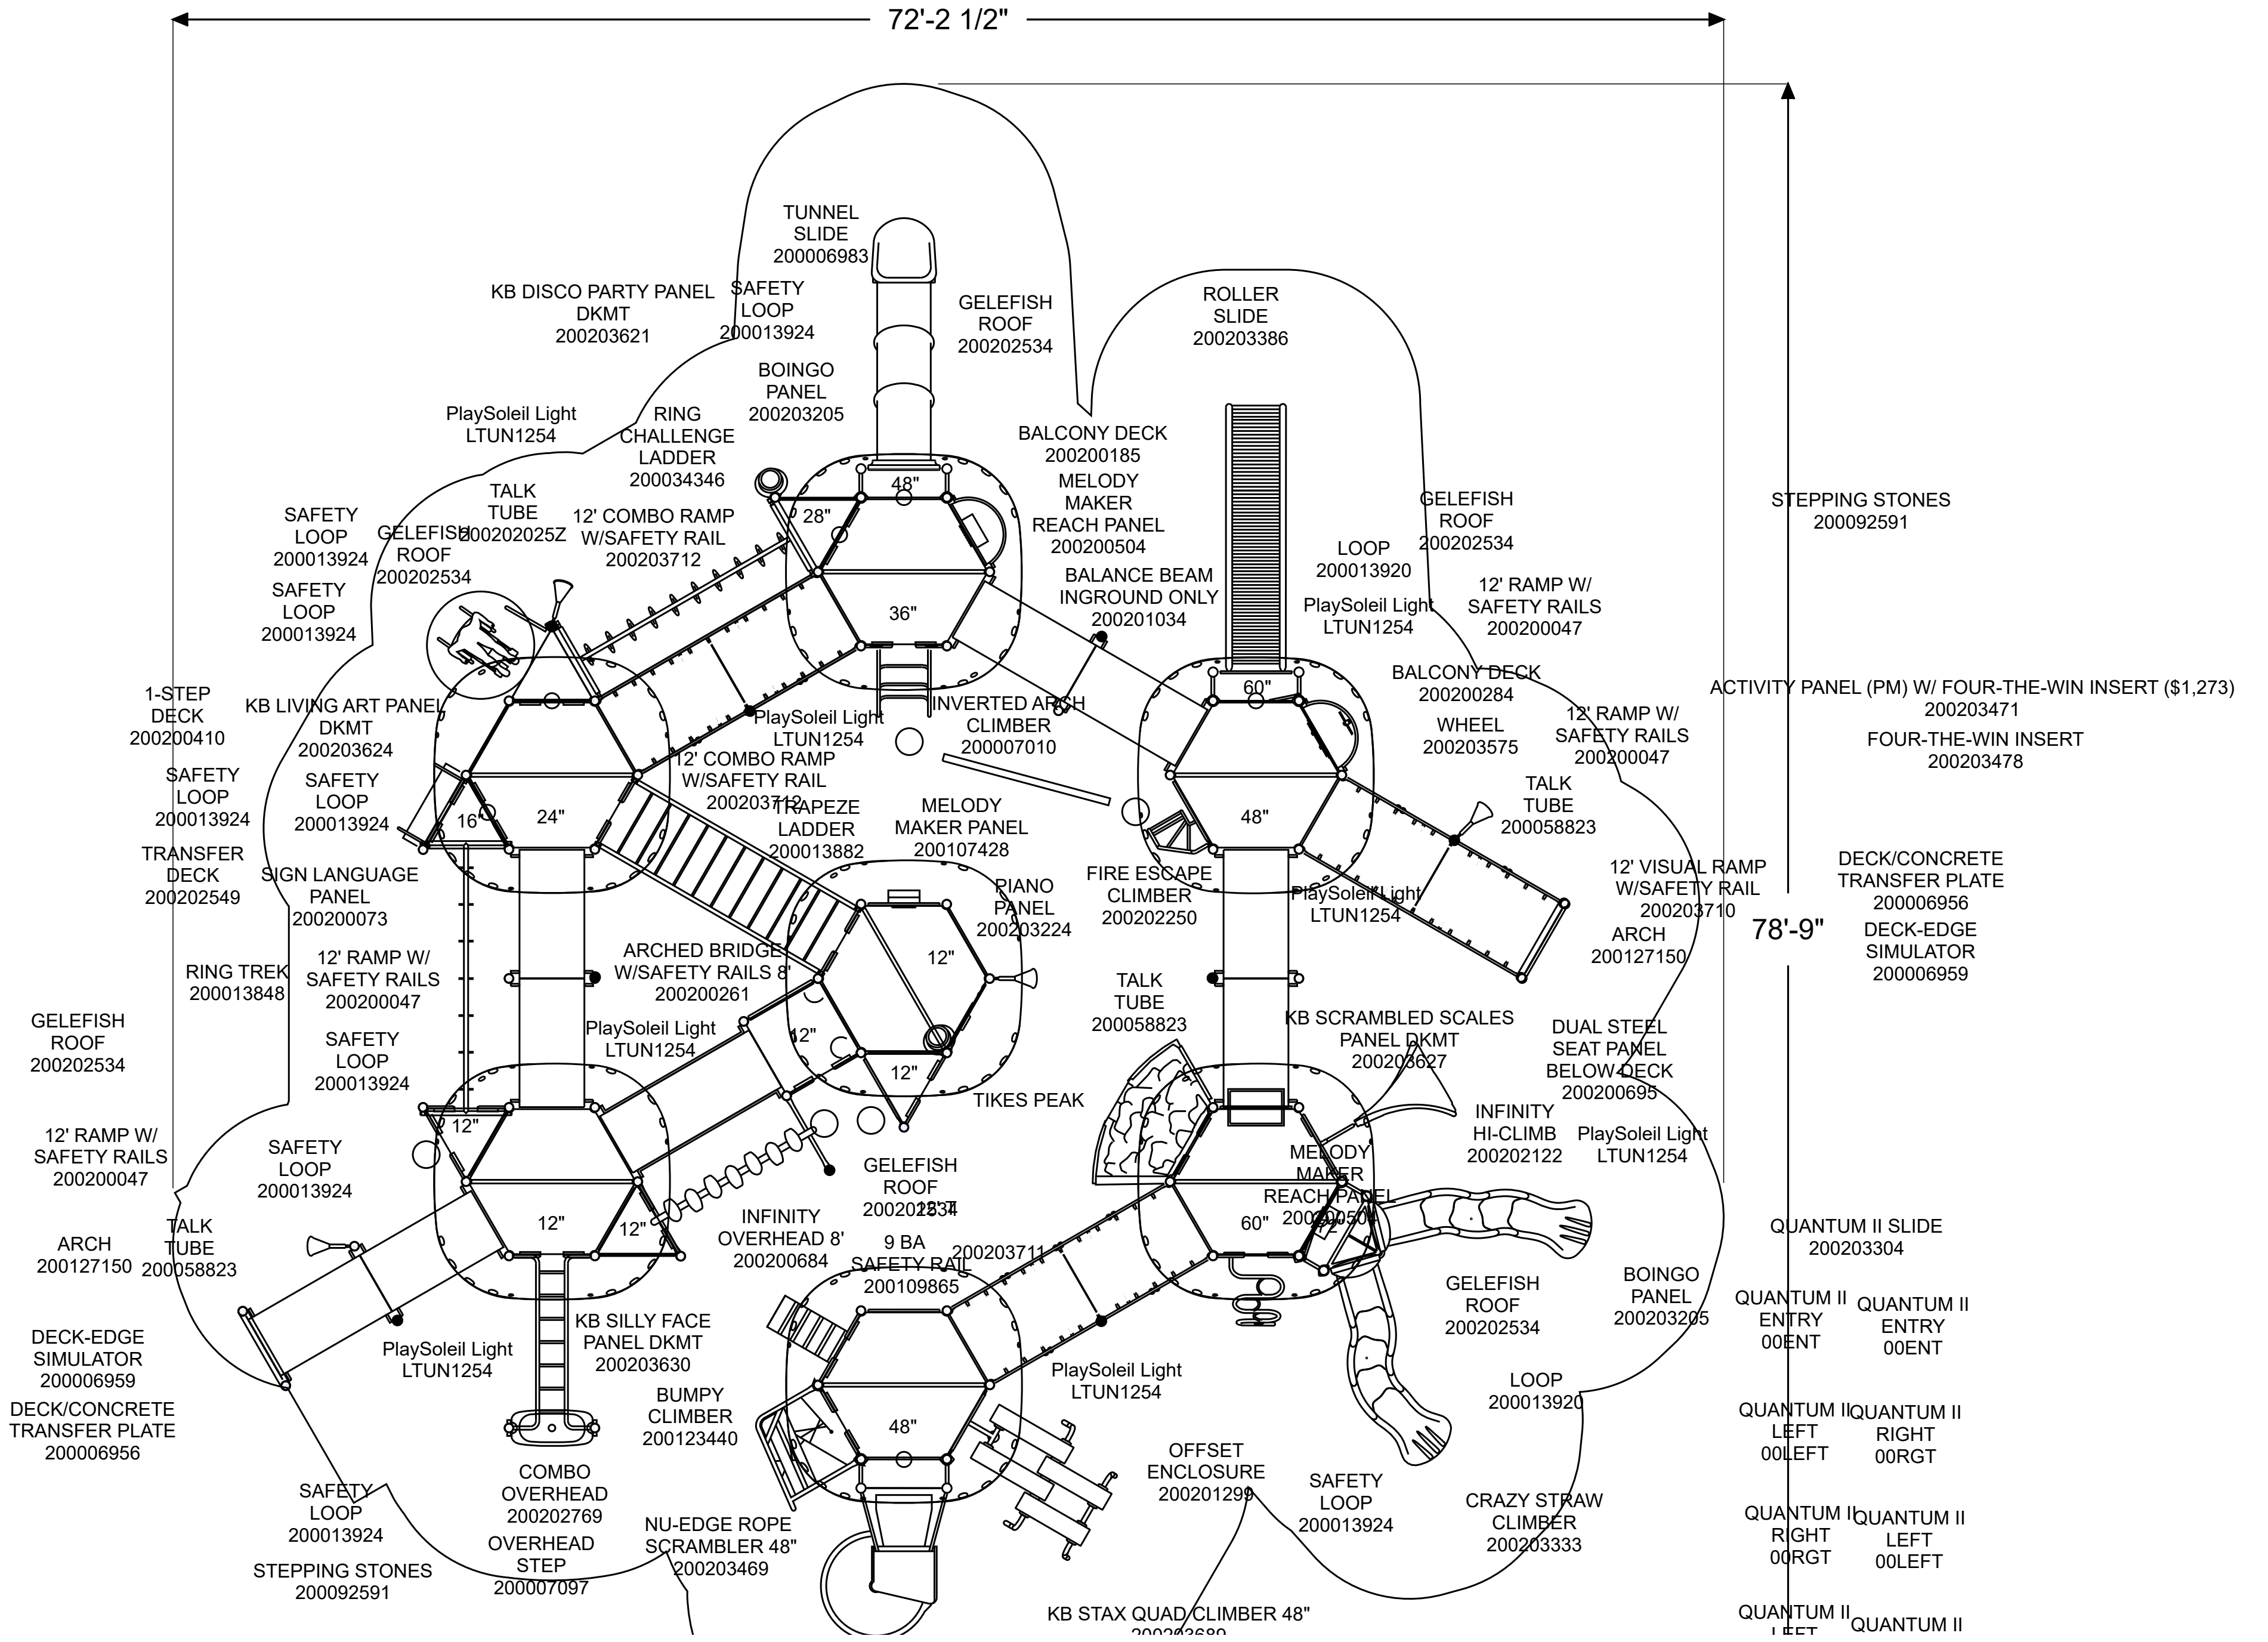 72'-2 1/2"
TUNNEL
SLIDE
200006983
KB DISCO PARTY PANEL
DKMT
200203621
SAFETY
LOOP
200013924
GELEFISH
ROOF
200202534
ROLLER
SLIDE
200203386
BOINGO
PANEL
200203205
PlaySoleil Light
LTUN1254
RING
CHALLENGE
LADDER
200034346
BALCONY DECK
200200185
MELODY
MAKER
REACH PANEL
200200504
48"
28"
36"
TALK
TUBE
200202025Z
12' COMBO RAMP
W/SAFETY RAIL
200203712
SAFETY
LOOP
200013924
GELEFISH
ROOF
200202534
SAFETY
LOOP
200013924
GELEFISH
ROOF
200202534
STEPPING STONES
200092591
LOOP
200013920
BALANCE BEAM
INGROUND ONLY
200201034
PlaySoleil Light
LTUN1254
12' RAMP W/
SAFETY RAILS
200200047
1-STEP
DECK
200200410
KB LIVING ART PANEL
DKMT
200203624
PlaySoleil Light
LTUN1254
INVERTED ARCH
CLIMBER
200007010
60"
BALCONY DECK
200200284
WHEEL
200203575
12' RAMP W/
SAFETY RAILS
200200047
ACTIVITY PANEL (PM) W/ FOUR-THE-WIN INSERT ($1,273)
200203471
FOUR-THE-WIN INSERT
200203478
SAFETY
LOOP
200013924
SAFETY
LOOP
200013924
16"
24"
12' COMBO RAMP
W/SAFETY RAIL
200203712
TRAPEZE
LADDER
200013882
MELODY
MAKER PANEL
200107428
48"
TALK
TUBE
200058823
TRANSFER
DECK
200202549
SIGN LANGUAGE
PANEL
200200073
PIANO
PANEL
200203224
FIRE ESCAPE
CLIMBER
200202250
PlaySoleil Light
LTUN1254
12' VISUAL RAMP
W/SAFETY RAIL
200203710
DECK/CONCRETE
TRANSFER PLATE
200006956
78'-9"
ARCH
200127150
DECK-EDGE
SIMULATOR
200006959
RING TREK
200013848
12' RAMP W/
SAFETY RAILS
200200047
ARCHED BRIDGE
W/SAFETY RAILS 8'
200200261
12"
TALK
TUBE
200058823
GELEFISH
ROOF
200202534
SAFETY
LOOP
200013924
PlaySoleil Light
LTUN1254
12"
12"
KB SCRAMBLED SCALES
PANEL DKMT
200203627
DUAL STEEL
SEAT PANEL
BELOW DECK
200200695
TIKES PEAK
12' RAMP W/
SAFETY RAILS
200200047
SAFETY
LOOP
200013924
12"
INFINITY
HI-CLIMB
200202122
PlaySoleil Light
LTUN1254
MELODY
MAKER
REACH PANEL
200200504
GELEFISH
ROOF
200202534
12' T
ARCH
200127150
TALK
TUBE
200058823
12"
12"
INFINITY
OVERHEAD 8'
200200684
9 BA
SAFETY RAIL
200109865
200203711
60"
72"
QUANTUM II SLIDE
200203304
DECK-EDGE
SIMULATOR
200006959
PlaySoleil Light
LTUN1254
KB SILLY FACE
PANEL DKMT
200203630
GELEFISH
ROOF
200202534
BOINGO
PANEL
200203205
QUANTUM II
ENTRY
00ENT
QUANTUM II
ENTRY
00ENT
DECK/CONCRETE
TRANSFER PLATE
200006956
BUMPY
CLIMBER
200123440
48"
PlaySoleil Light
LTUN1254
LOOP
200013920
QUANTUM II
LEFT
00LEFT
QUANTUM II
RIGHT
00RGT
SAFETY
LOOP
200013924
COMBO
OVERHEAD
200202769
OFFSET
ENCLOSURE
200201299
SAFETY
LOOP
200013924
CRAZY STRAW
CLIMBER
200203333
QUANTUM II
RIGHT
00RGT
QUANTUM II
LEFT
00LEFT
STEPPING STONES
200092591
OVERHEAD
STEP
200007097
NU-EDGE ROPE
SCRAMBLER 48"
200203469
KB STAX QUAD CLIMBER 48"
200203689
QUANTUM II
LEFT
QUANTUM II